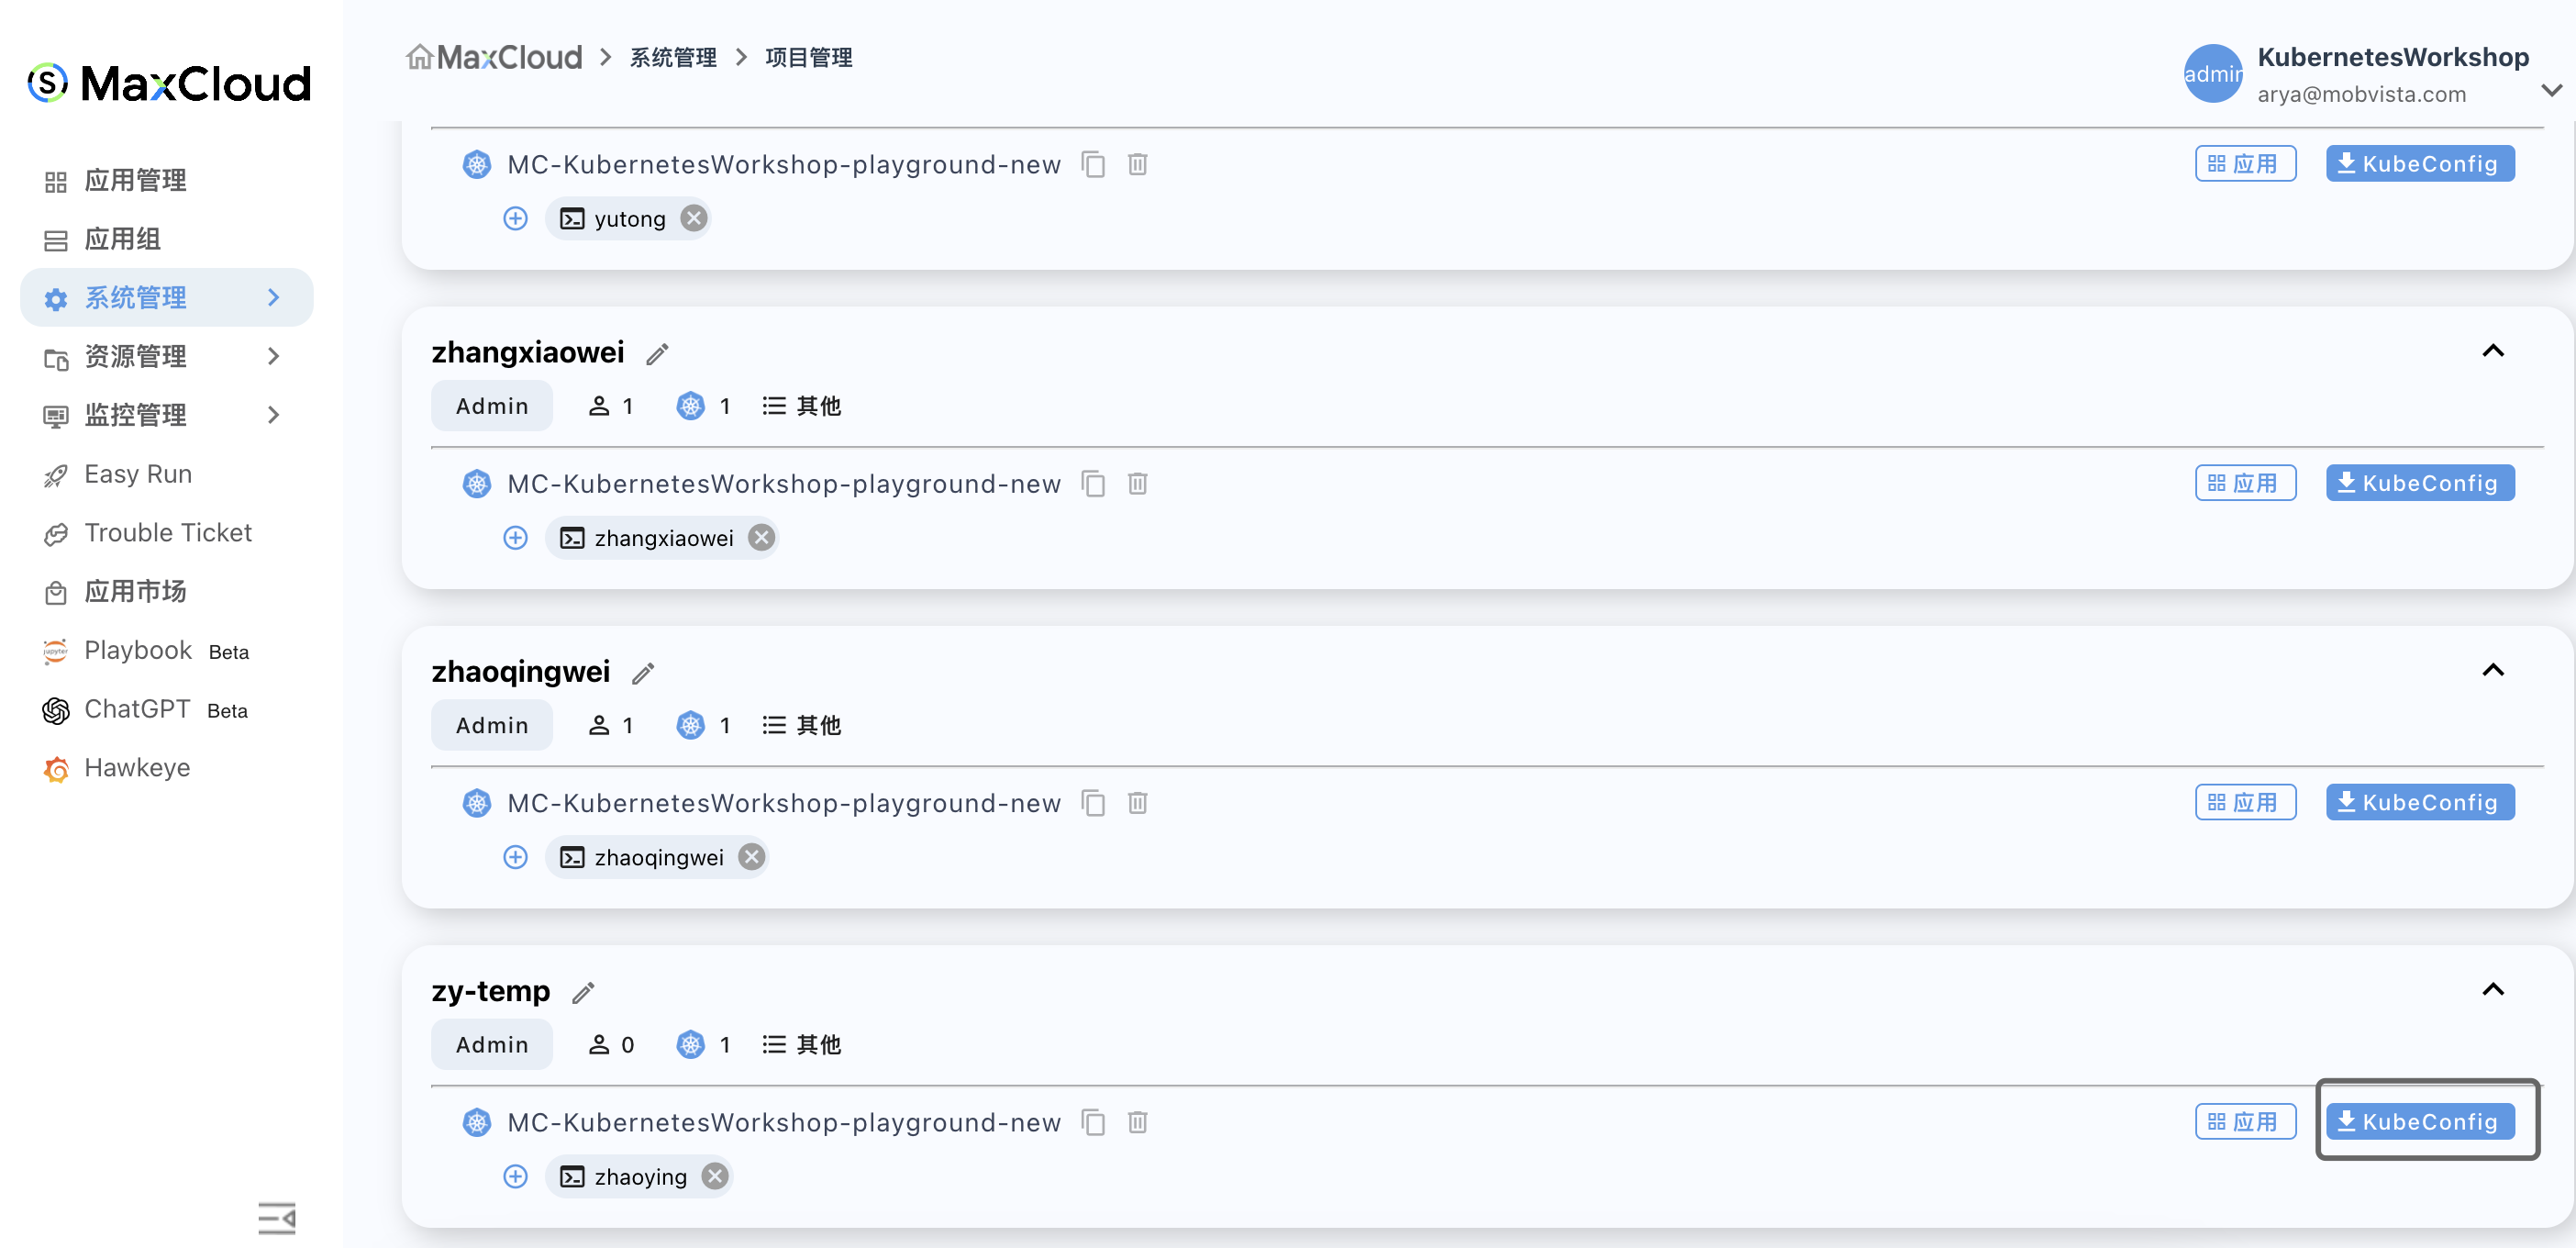 MaxCloud
应用管理
应用组
系统管理
资源管理
监控管理
Easy Run
Trouble Ticket
应用市场
Playbook Beta
ChatGPT Beta
Hawkeye
MaxCloud > 系统管理 > 项目管理
admin
KubernetesWorkshop
arya@mobvista.com
MC-KubernetesWorkshop-playground-new
应用 KubeConfig
yutong
zhangxiaowei
Admin 1 1 其他
MC-KubernetesWorkshop-playground-new
应用 KubeConfig
zhangxiaowei
zhaoqingwei
Admin 1 1 其他
MC-KubernetesWorkshop-playground-new
应用 KubeConfig
zhaoqingwei
zy-temp
Admin 0 1 其他
MC-KubernetesWorkshop-playground-new
应用 KubeConfig
zhaoying